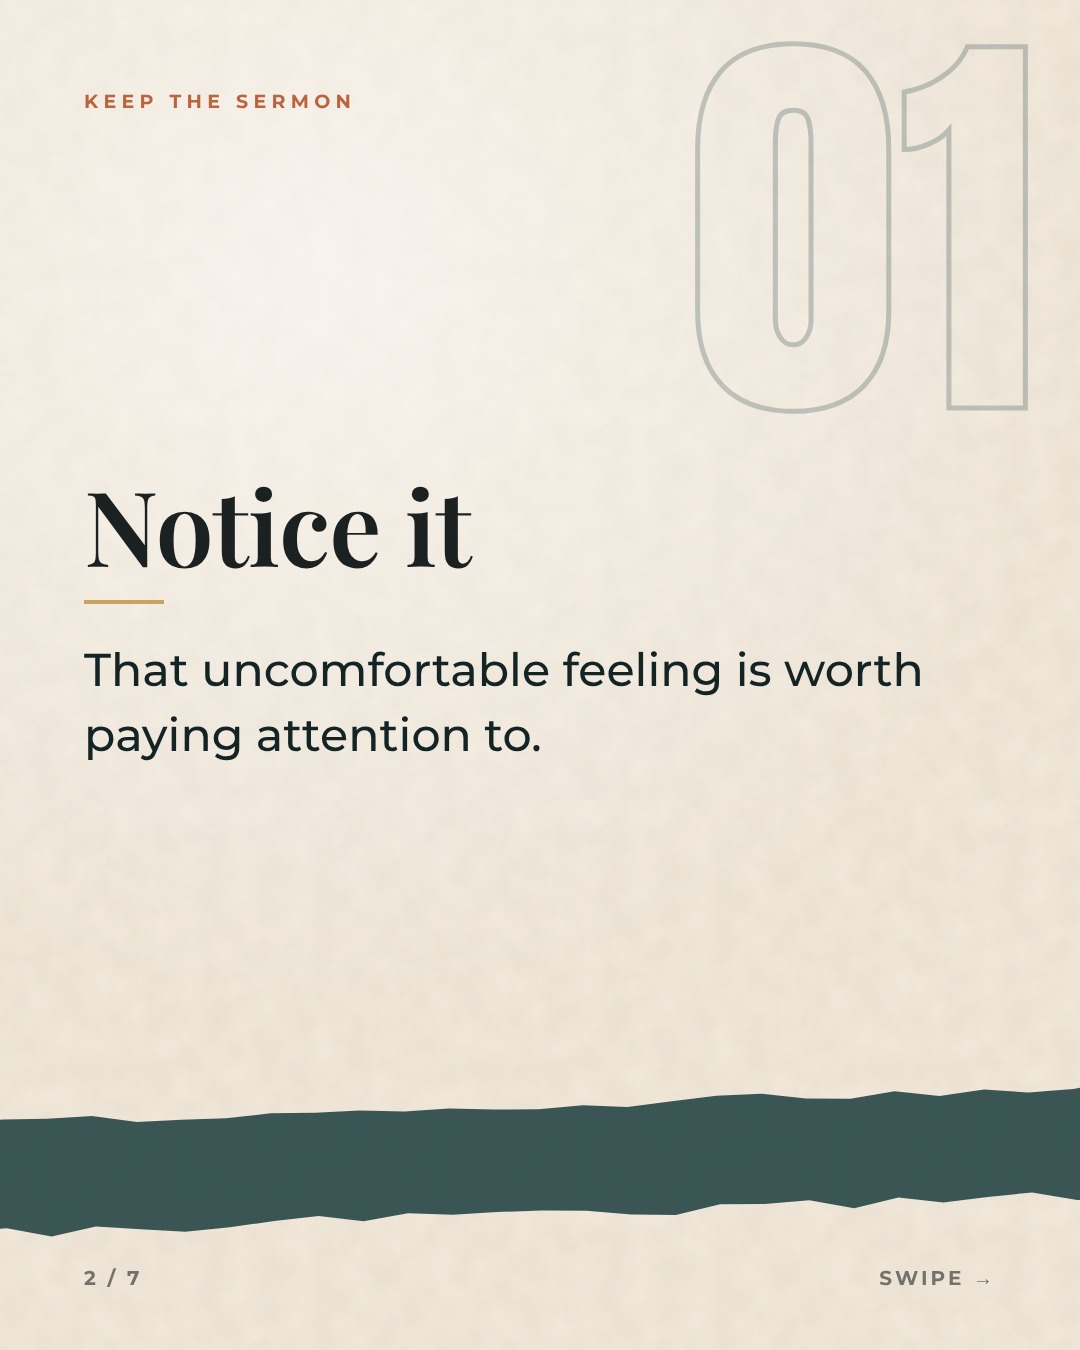 KEEP THE SERMON
01
Notice it
That uncomfortable feeling is worth
paying attention to.
2 / 7
SWIPE →